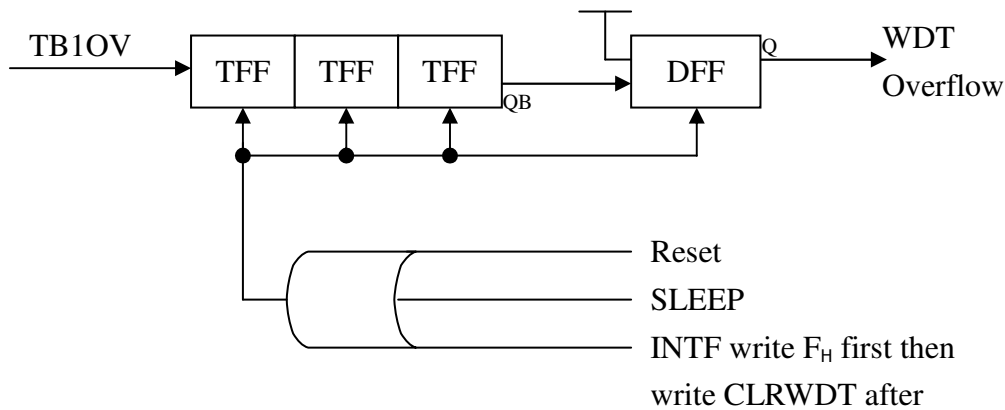 TB1OV
TFF
TFF
TFF
QB
DFF
Q
WDT
Overflow
Reset
SLEEP
INTF write FH first then
write CLRWDT after